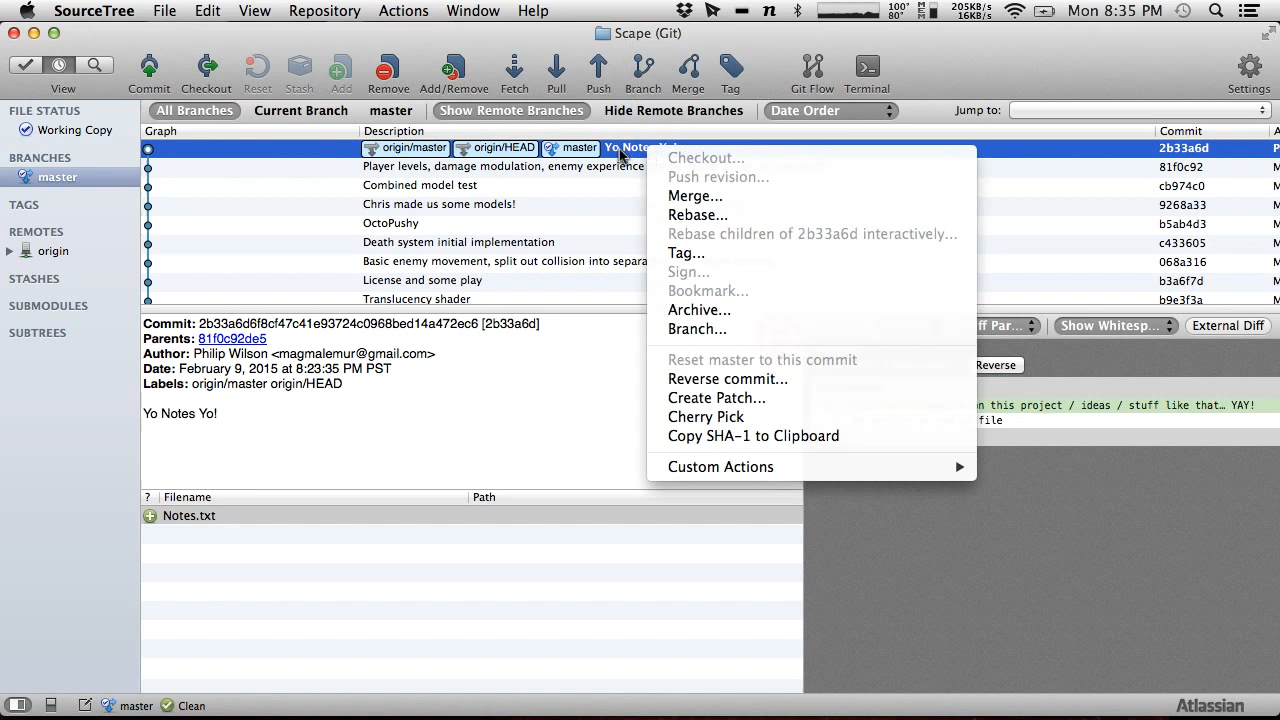 SourceTree File Edit View Repository Actions Window Help 100° 80° 205KB/s 16KB/s Mon 8:35 PM
Scape (Git)
View Commit Checkout Reset Stash Add Remove Add/Remove Fetch Pull Push Branch Merge Tag Git Flow Terminal Settings
All Branches Current Branch master Show Remote Branches Hide Remote Branches Date Order Jump to:
Graph Description Commit A
origin/master origin/HEAD master Yo Notes Yo! 2b33a6d P
Player levels, damage modulation, enemy experience 81f0c92 M
Combined model test cb974c0 M
Chris made us some models! 9268a33 M
OctoPushy b5ab4d3 M
Death system initial implementation c433605 M
Basic enemy movement, split out collision into separa 068a316 M
License and some play b3a6f7d M
Translucency shader b9e3f3a M
FILE STATUS
Working Copy
BRANCHES
master
TAGS
REMOTES
origin
STASHES
SUBMODULES
SUBTREES
Checkout...
Push revision...
Merge...
Rebase...
Rebase children of 2b33a6d interactively...
Tag...
Sign...
Bookmark...
Archive...
Branch...
Reset master to this commit
Reverse commit...
Create Patch...
Cherry Pick
Copy SHA-1 to Clipboard
Custom Actions
Commit: 2b33a6d6f8cf47c41e93724c0968bed14a472ec6 [2b33a6d]
Parents: 81f0c92de5
Author: Philip Wilson <magmalemur@gmail.com>
Date: February 9, 2015 at 8:23:35 PM PST
Labels: origin/master origin/HEAD
Yo Notes Yo!
ff Par... Show Whitesp... External Diff
Reverse
on this project / ideas / stuff like that… YAY!
file
? Filename Path
Notes.txt
master Clean Atlassian